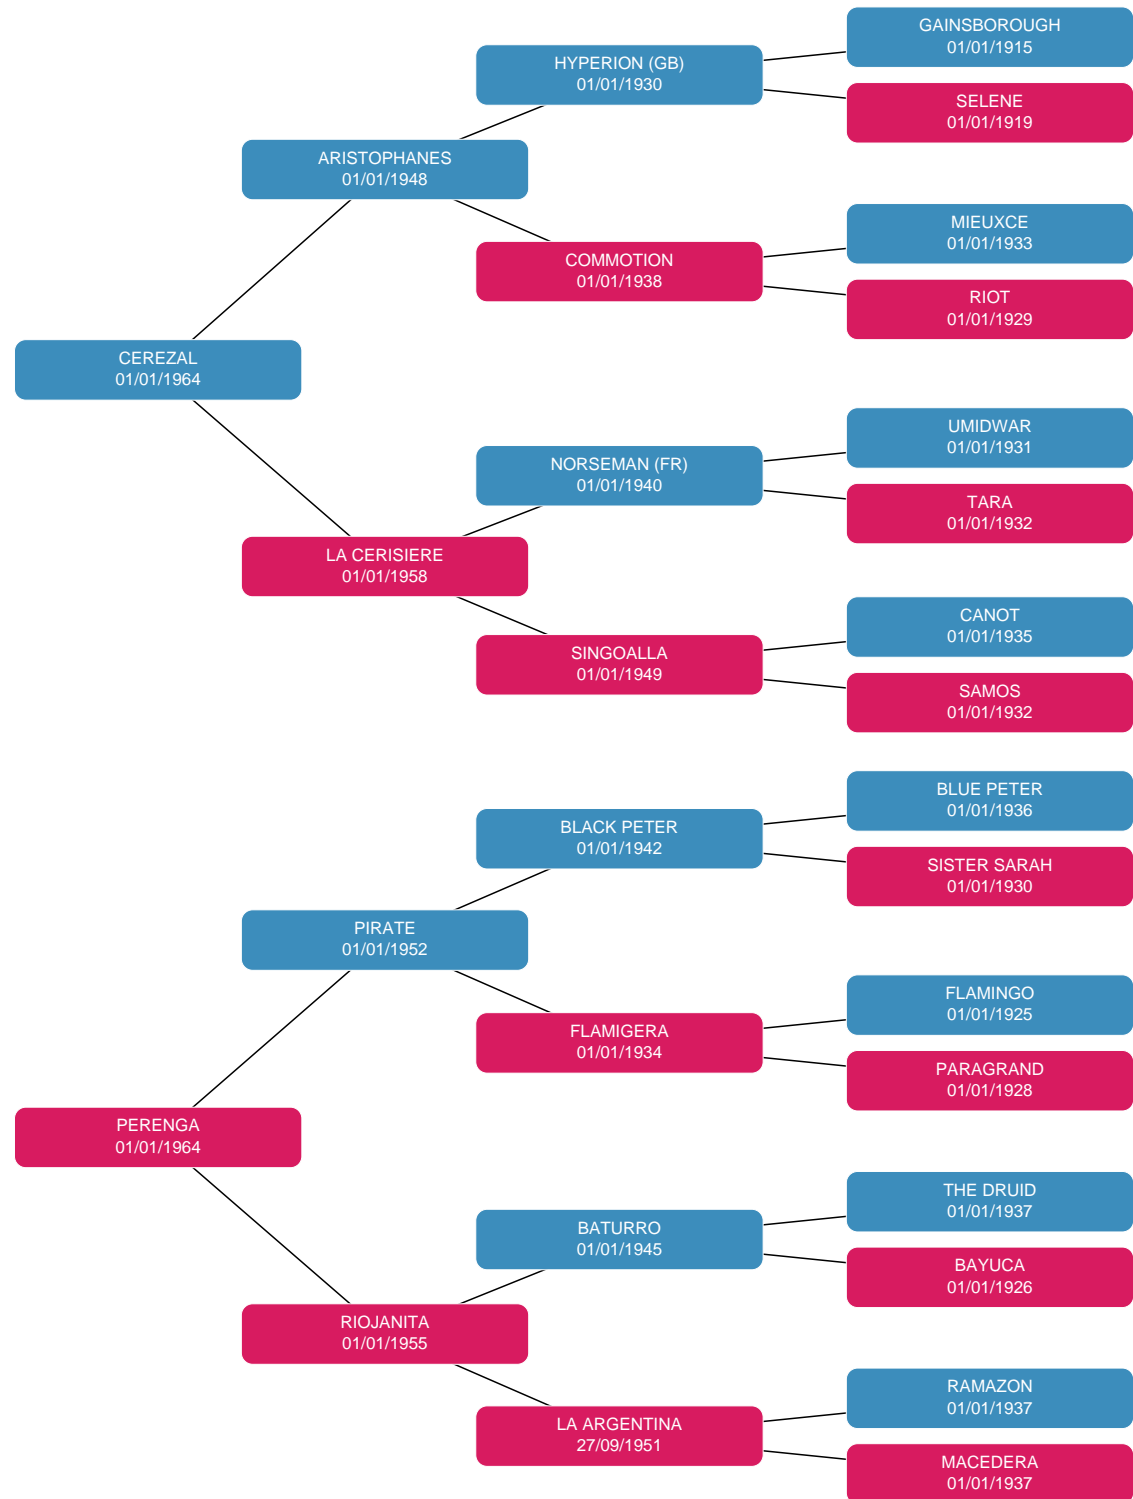 GAINSBOROUGH
01/01/1915
HYPERION (GB)
01/01/1930
SELENE
01/01/1919
ARISTOPHANES
01/01/1948
MIEUXCE
01/01/1933
COMMOTION
01/01/1938
RIOT
01/01/1929
CEREZAL
01/01/1964
UMIDWAR
01/01/1931
NORSEMAN (FR)
01/01/1940
TARA
01/01/1932
LA CERISIERE
01/01/1958
CANOT
01/01/1935
SINGOALLA
01/01/1949
SAMOS
01/01/1932
BLUE PETER
01/01/1936
BLACK PETER
01/01/1942
SISTER SARAH
01/01/1930
PIRATE
01/01/1952
FLAMINGO
01/01/1925
FLAMIGERA
01/01/1934
PARAGRAND
01/01/1928
PERENGA
01/01/1964
THE DRUID
01/01/1937
BATURRO
01/01/1945
BAYUCA
01/01/1926
RIOJANITA
01/01/1955
RAMAZON
01/01/1937
LA ARGENTINA
27/09/1951
MACEDERA
01/01/1937